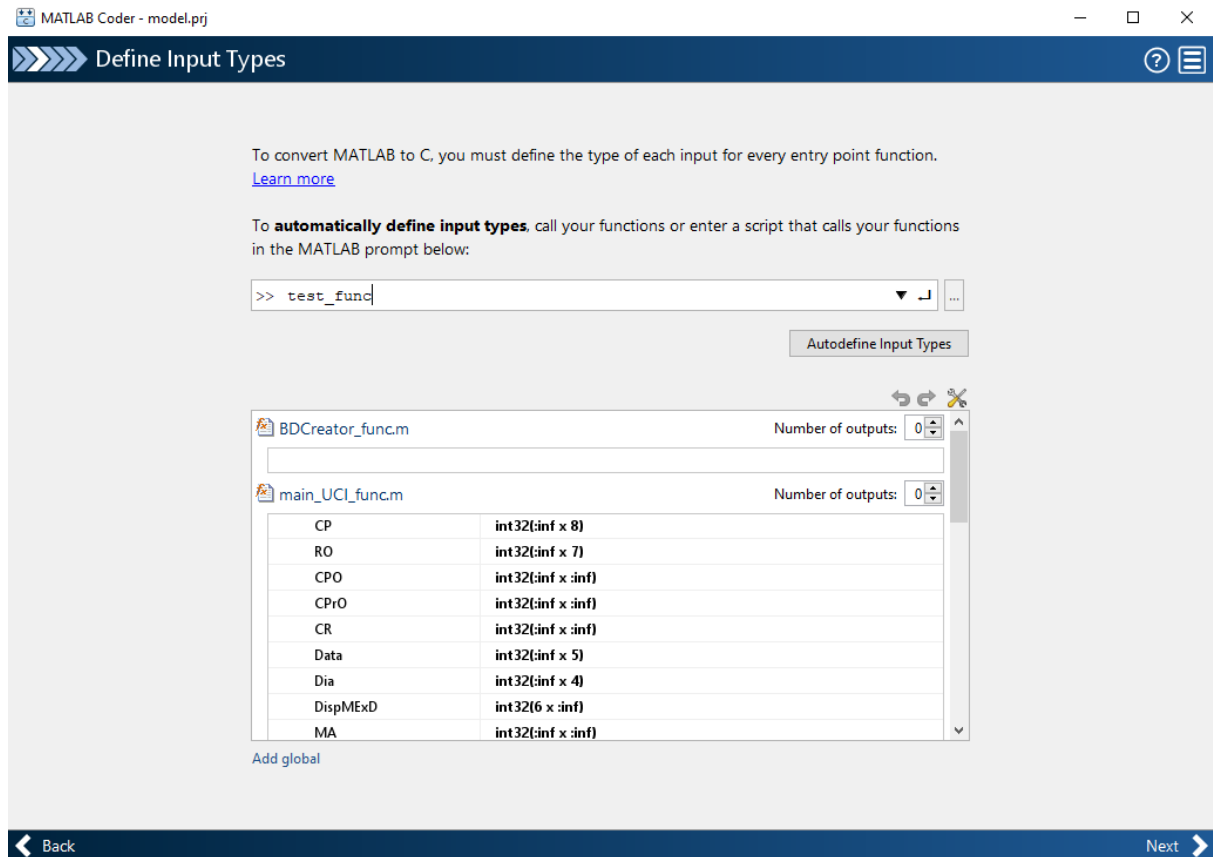 MATLAB Coder - model.prj
Define Input Types
To convert MATLAB to C, you must define the type of each input for every entry point function.
Learn more
To automatically define input types, call your functions or enter a script that calls your functions
in the MATLAB prompt below:
>> test_func
...
Autodefine Input Types
BDCreator_func.m Number of outputs: 0
main_UCI_func.m Number of outputs: 0
CP int32(:inf x 8)
RO int32(:inf x 7)
CPO int32(:inf x :inf)
CPrO int32(:inf x :inf)
CR int32(:inf x :inf)
Data int32(:inf x 5)
Dia int32(:inf x 4)
DispMExD int32(6 x :inf)
MA int32(:inf x :inf)
Add global
Back Next